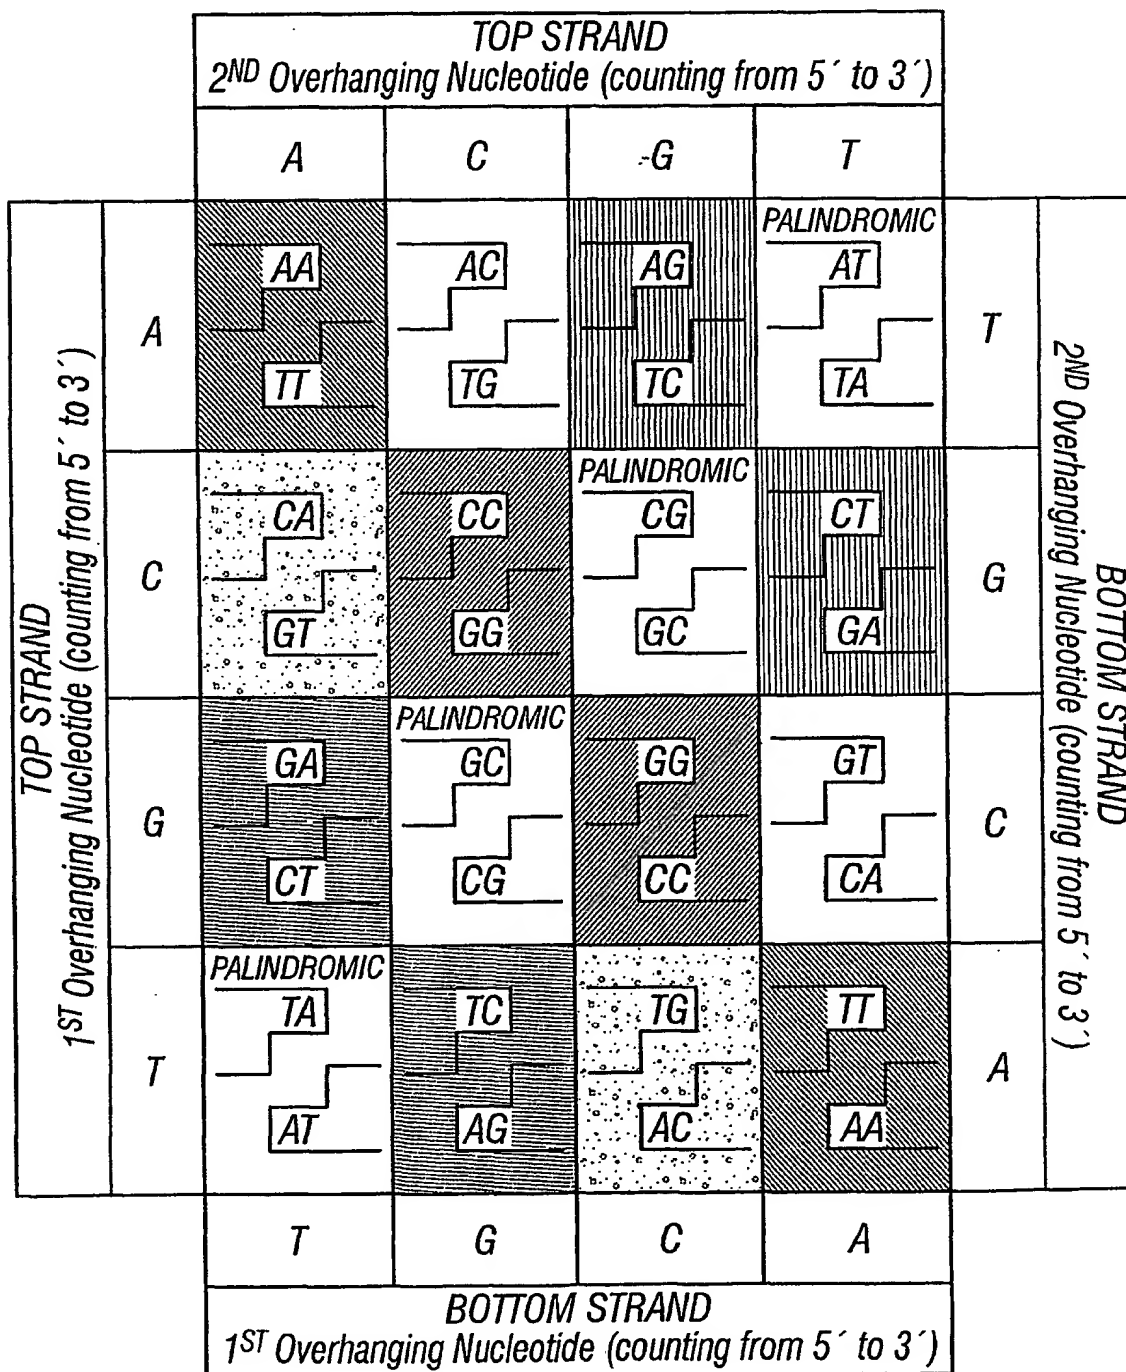 TOP STRAND
2ND Overhanging Nucleotide (counting from 5´ to 3´)
A C G T
TOP STRAND
1ST Overhanging Nucleotide (counting from 5´ to 3´)
BOTTOM STRAND
2ND Overhanging Nucleotide (counting from 5´ to 3´)
PALINDROMIC
A AA AC AG AT T
TT TG TC TA
PALINDROMIC
C CA CC CG CT G
GT GG GC GA
PALINDROMIC
G GA GC GG GT C
CT CG CC CA
PALINDROMIC
T TA TC TG TT A
AT AG AC AA
T G C A
BOTTOM STRAND
1ST Overhanging Nucleotide (counting from 5´ to 3´)